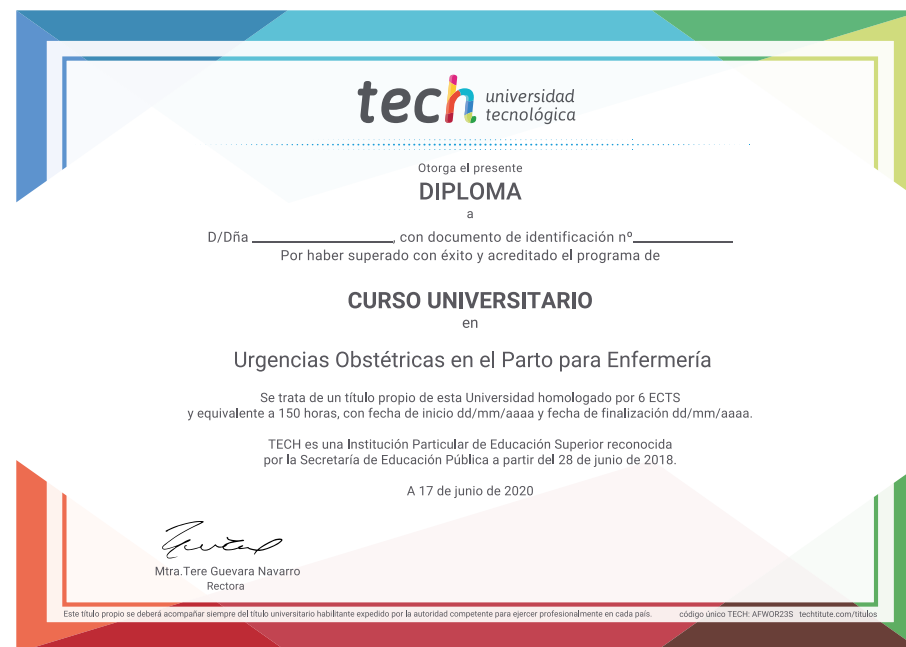 tech universidad
tecnológica
Otorga el presente
DIPLOMA
a
D/Dña ____________________, con documento de identificación nº______________
Por haber superado con éxito y acreditado el programa de
CURSO UNIVERSITARIO
en
Urgencias Obstétricas en el Parto para Enfermería
Se trata de un título propio de esta Universidad homologado por 6 ECTS
y equivalente a 150 horas, con fecha de inicio dd/mm/aaaa y fecha de finalización dd/mm/aaaa.
TECH es una Institución Particular de Educación Superior reconocida
por la Secretaría de Educación Pública a partir del 28 de junio de 2018.
A 17 de junio de 2020
Mtra.Tere Guevara Navarro
Rectora
Este título propio se deberá acompañar siempre del título universitario habilitante expedido por la autoridad competente para ejercer profesionalmente en cada país. código único TECH: AFWOR23S techtitute.com/títulos